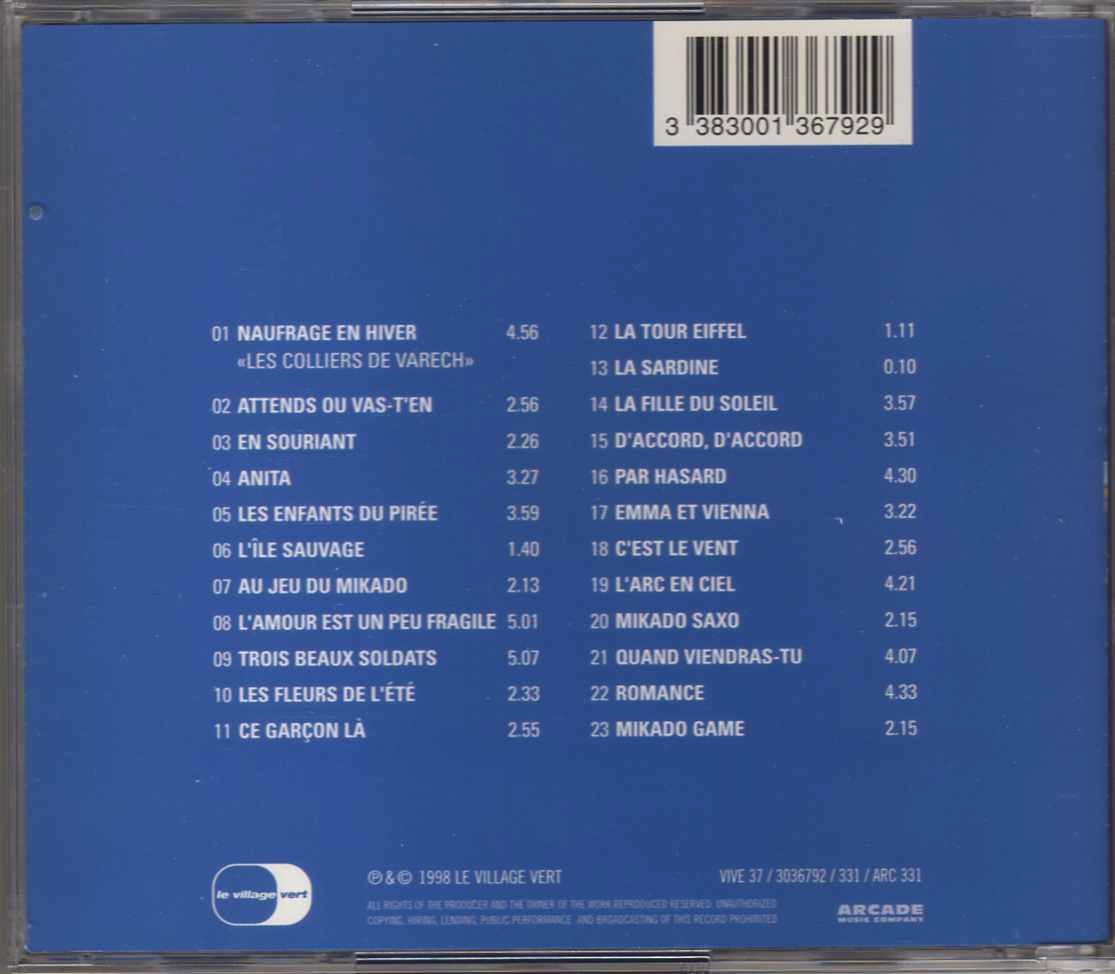 3 383001 367929
01 NAUFRAGE EN HIVER 4.56
«LES COLLIERS DE VARECH»
02 ATTENDS OU VAS-T'EN 2.56
03 EN SOURIANT 2.26
04 ANITA 3.27
05 LES ENFANTS DU PIRÉE 3.59
06 L'ÎLE SAUVAGE 1.40
07 AU JEU DU MIKADO 2.13
08 L'AMOUR EST UN PEU FRAGILE 5.01
09 TROIS BEAUX SOLDATS 5.07
10 LES FLEURS DE L'ÉTÉ 2.33
11 CE GARÇON LÀ 2.55
12 LA TOUR EIFFEL 1.11
13 LA SARDINE 0.10
14 LA FILLE DU SOLEIL 3.57
15 D'ACCORD, D'ACCORD 3.51
16 PAR HASARD 4.30
17 EMMA ET VIENNA 3.22
18 C'EST LE VENT 2.56
19 L'ARC EN CIEL 4.21
20 MIKADO SAXO 2.15
21 QUAND VIENDRAS-TU 4.07
22 ROMANCE 4.33
23 MIKADO GAME 2.15
le village vert
℗&© 1998 LE VILLAGE VERT
VIVE 37 / 3036792 / 331 / ARC 331
ALL RIGHTS OF THE PRODUCER AND THE OWNER OF THE WORK REPRODUCED RESERVED. UNAUTHORIZED
COPYING, HIRING, LENDING, PUBLIC PERFORMANCE AND BROADCASTING OF THIS RECORD PROHIBITED
ARCADE
MUSIC COMPANY